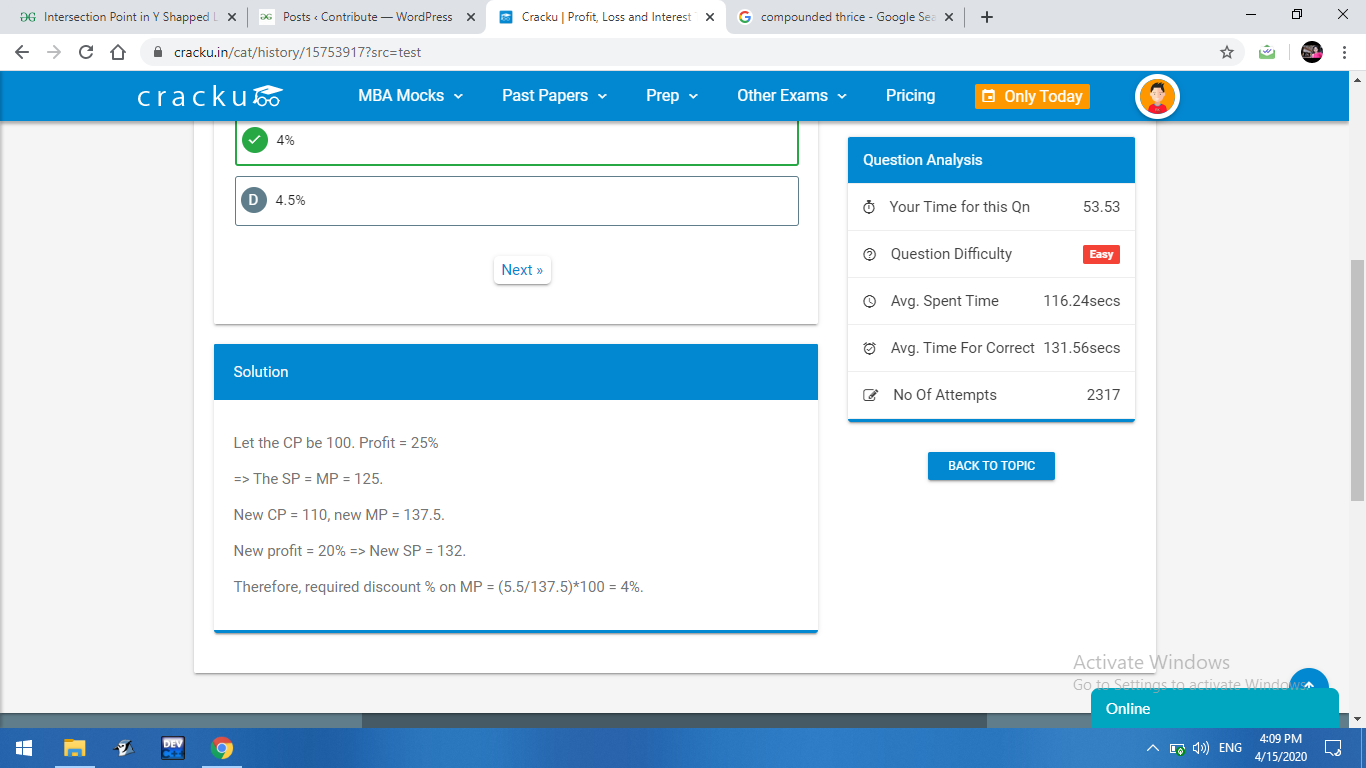 Intersection Point in Y Shapped L
Posts ‹ Contribute — WordPress
Cracku | Profit, Loss and Interest
compounded thrice - Google Sea
cracku.in/cat/history/15753917?src=test
cracku
MBA Mocks
Past Papers
Prep
Other Exams
Pricing
Only Today
4%
D 4.5%
Next »
Solution
Let the CP be 100. Profit = 25%
=> The SP = MP = 125.
New CP = 110, new MP = 137.5.
New profit = 20% => New SP = 132.
Therefore, required discount % on MP = (5.5/137.5)*100 = 4%.
Question Analysis
Your Time for this Qn 53.53
Question Difficulty Easy
Avg. Spent Time 116.24secs
Avg. Time For Correct 131.56secs
No Of Attempts 2317
BACK TO TOPIC
Activate Windows
Go to Settings to activate Windows.
Online
DEV
ENG
4:09 PM
4/15/2020